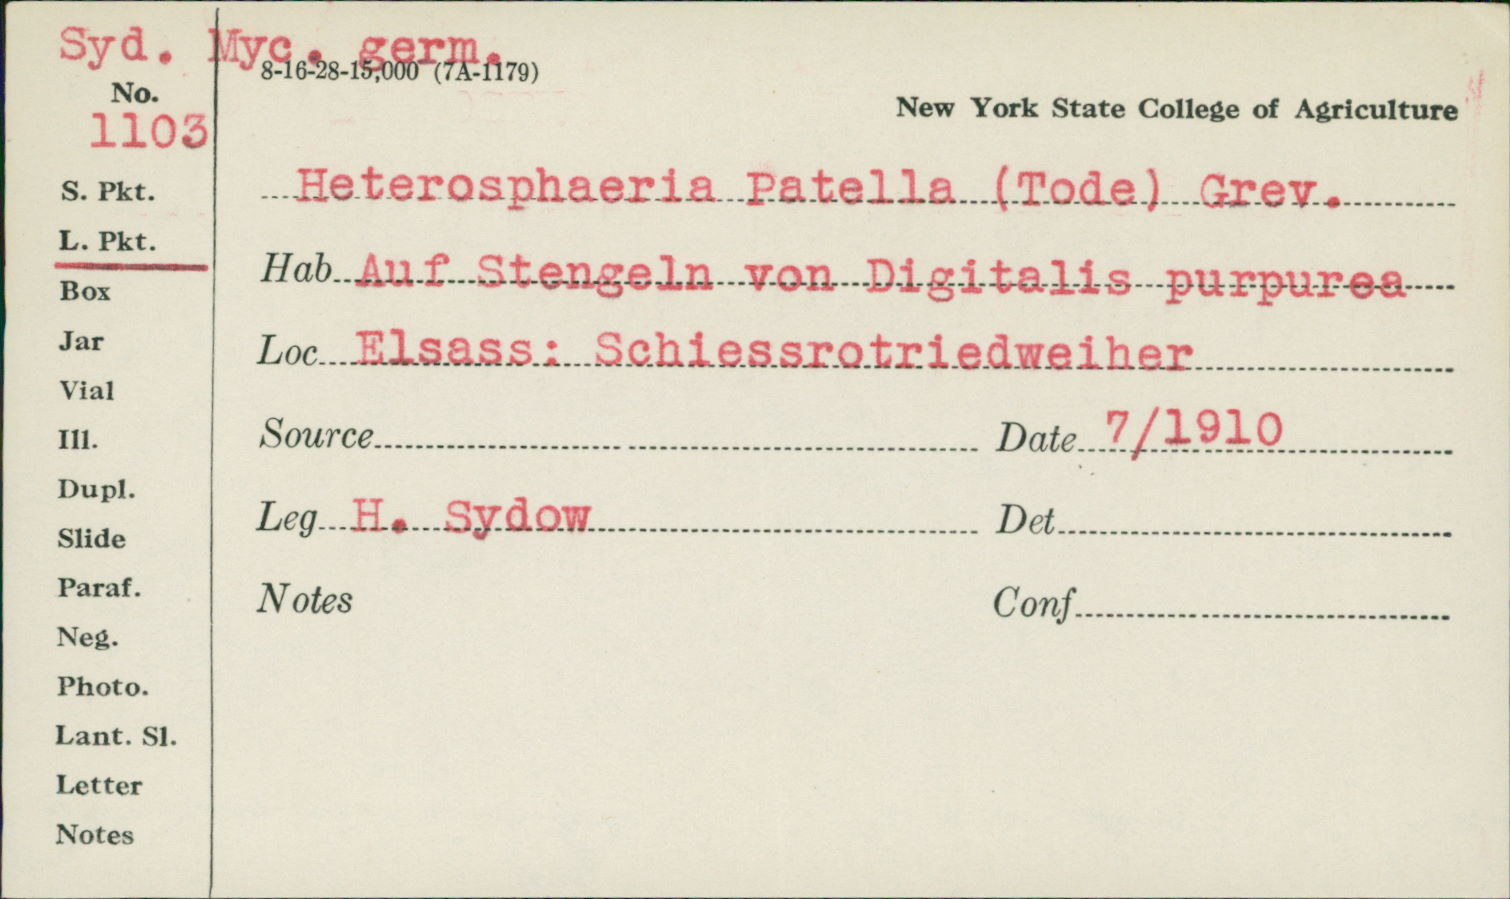 Syd. Myc. germ.
8-16-28-15,000 (7A-1179)
No.
1103
New York State College of Agriculture
S. Pkt.
Heterosphaeria Patella (Tode) Grev.
L. Pkt.
Hab Auf Stengeln von Digitalis purpurea
Box
Jar
Loc Elsass: Schiessrotriedweiher
Vial
Ill.
Source Date 7/1910
Dupl.
Leg H. Sydow Det
Slide
Paraf.
Notes Conf
Neg.
Photo.
Lant. Sl.
Letter
Notes